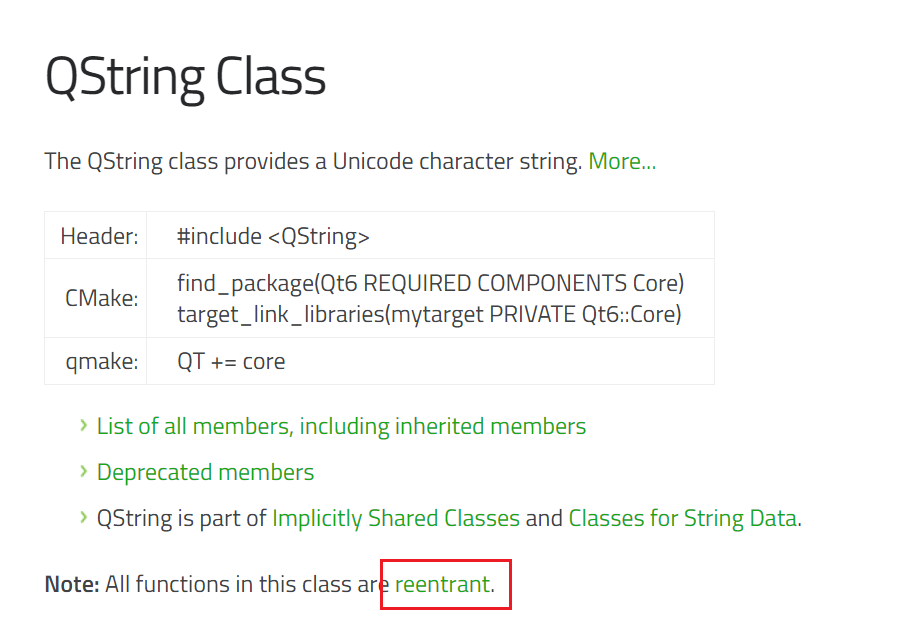 QString Class
The QString class provides a Unicode character string. More...
Header: #include <QString>
CMake: find_package(Qt6 REQUIRED COMPONENTS Core)
target_link_libraries(mytarget PRIVATE Qt6::Core)
qmake: QT += core
› List of all members, including inherited members
› Deprecated members
› QString is part of Implicitly Shared Classes and Classes for String Data.
Note: All functions in this class are reentrant.